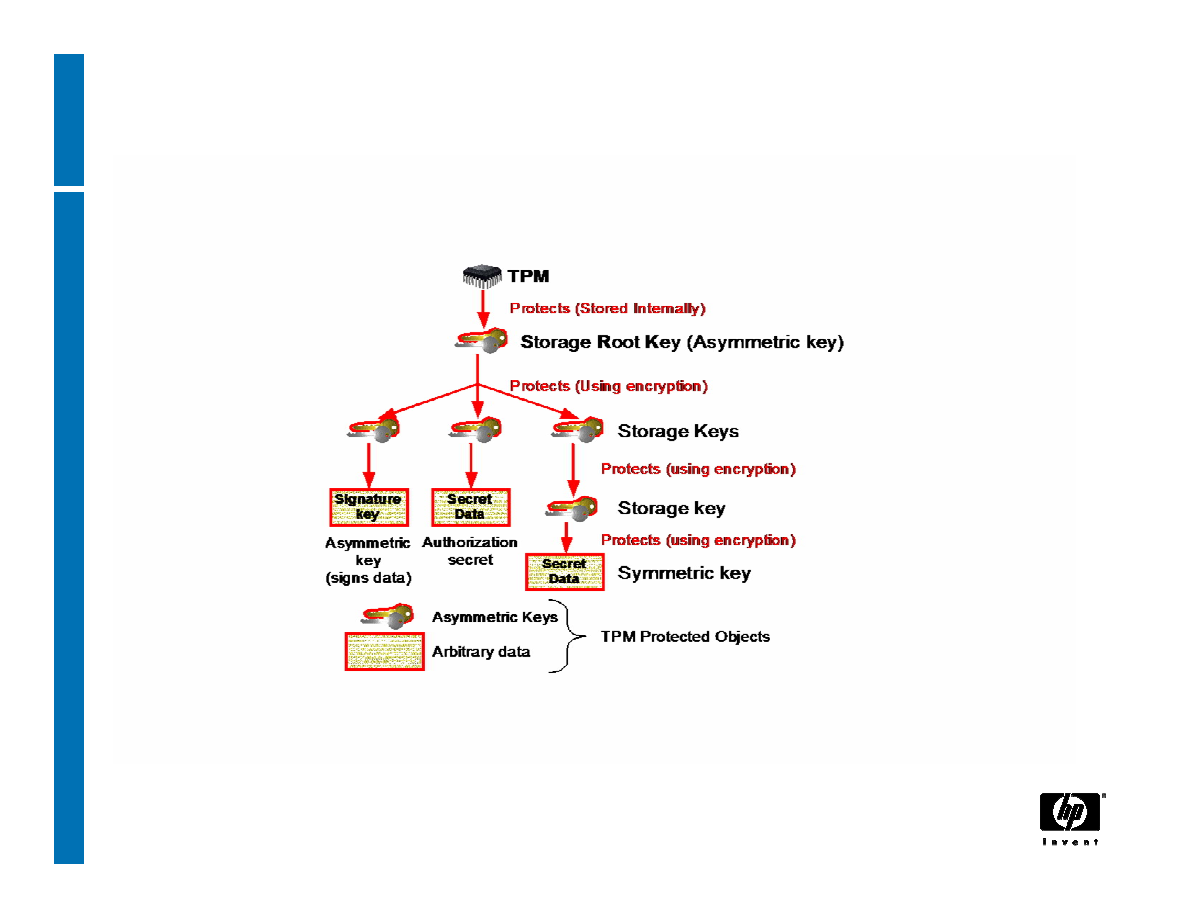 TPM
Protects (Stored Internally)
Storage Root Key (Asymmetric key)
Protects (Using encryption)
Storage Keys
Protects (using encryption)
Signature
key
Secret
Data
Storage key
Asymmetric
key
(signs data)
Authorization
secret
Protects (using encryption)
Secret
Data
Symmetric key
Asymmetric Keys
Arbitrary data
TPM Protected Objects
hp
invent